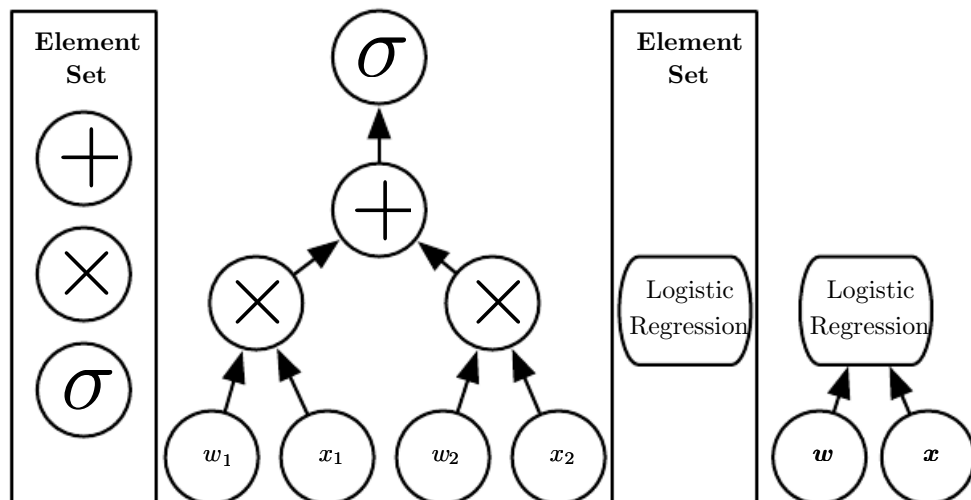 Element
Set
+
×
σ
σ
+
×
×
w₁
x₁
w₂
x₂
Element
Set
Logistic
Regression
Logistic
Regression
w
x